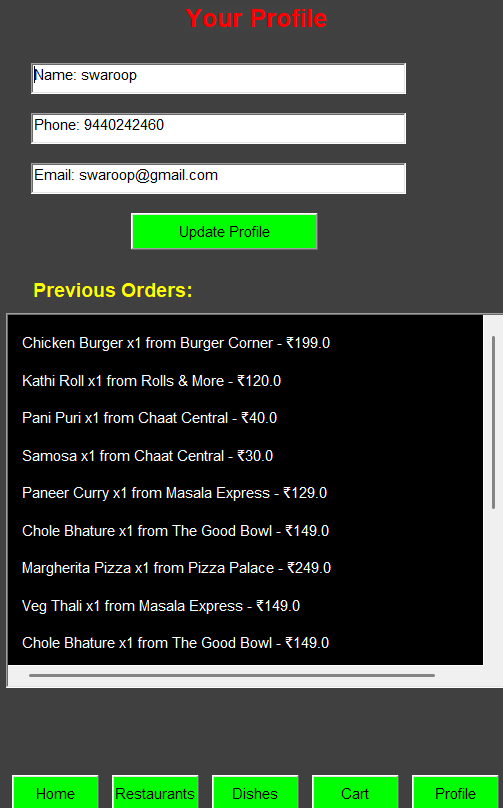 Your Profile
Name: swaroop
Phone: 9440242460
Email: swaroop@gmail.com
Update Profile
Previous Orders:
Chicken Burger x1 from Burger Corner - ₹199.0
Kathi Roll x1 from Rolls & More - ₹120.0
Pani Puri x1 from Chaat Central - ₹40.0
Samosa x1 from Chaat Central - ₹30.0
Paneer Curry x1 from Masala Express - ₹129.0
Chole Bhature x1 from The Good Bowl - ₹149.0
Margherita Pizza x1 from Pizza Palace - ₹249.0
Veg Thali x1 from Masala Express - ₹149.0
Chole Bhature x1 from The Good Bowl - ₹149.0
Home Restaurants Dishes Cart Profile